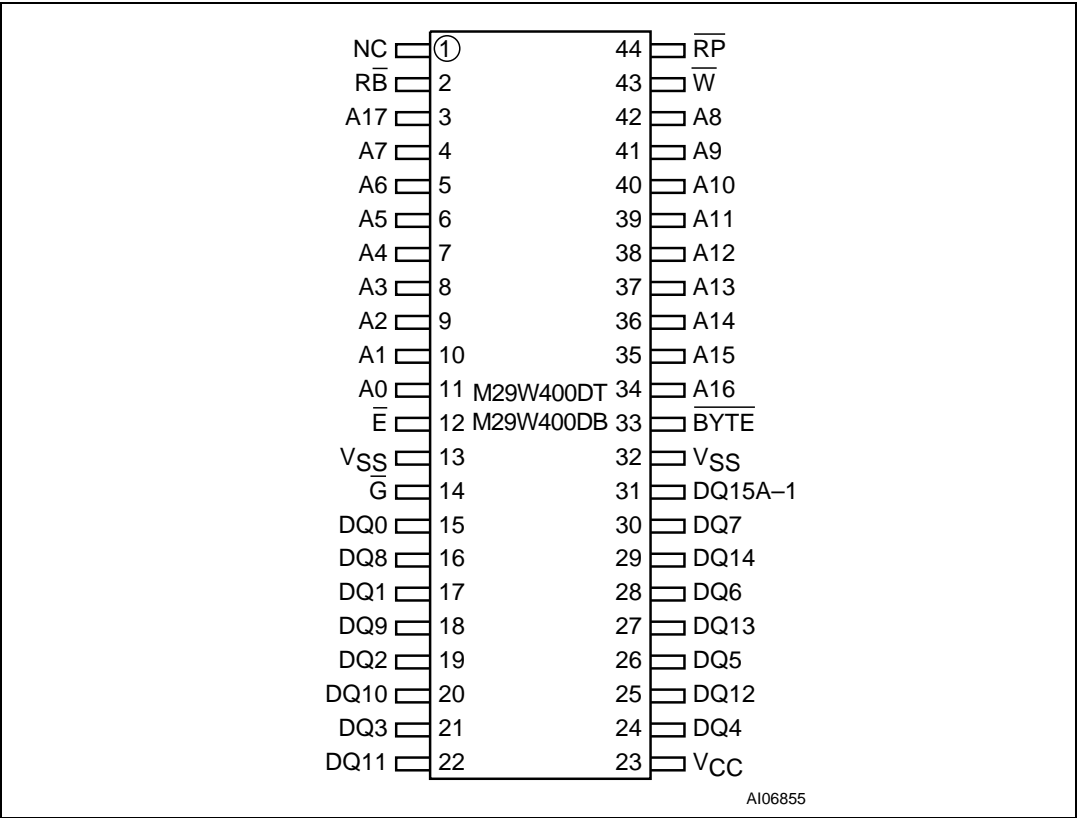 NC 1 44 R̅P̅
RB̅ 2 43 W̅
A17 3 42 A8
A7 4 41 A9
A6 5 40 A10
A5 6 39 A11
A4 7 38 A12
A3 8 37 A13
A2 9 36 A14
A1 10 35 A15
A0 11 M29W400DT 34 A16
E̅ 12 M29W400DB 33 B̅Y̅T̅E̅
VSS 13 32 VSS
G̅ 14 31 DQ15A–1
DQ0 15 30 DQ7
DQ8 16 29 DQ14
DQ1 17 28 DQ6
DQ9 18 27 DQ13
DQ2 19 26 DQ5
DQ10 20 25 DQ12
DQ3 21 24 DQ4
DQ11 22 23 VCC
AI06855